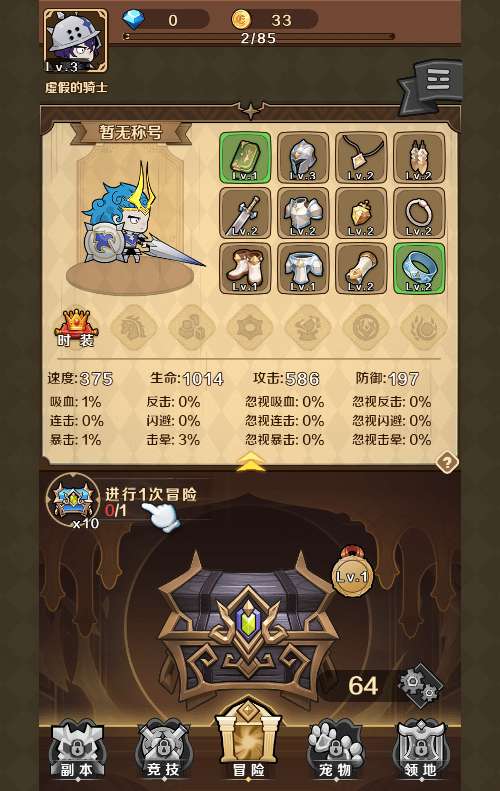 0
33
2/85
Lv.3
虚假的骑士
暂无称号
Lv.1 Lv.3 Lv.2 Lv.2
Lv.2 Lv.2 Lv.2 Lv.2
Lv.1 Lv.1 Lv.2 Lv.2
时装
速度:375 生命:1014 攻击:586 防御:197
吸血:1% 反击:0% 忽视吸血:0% 忽视反击:0%
连击:0% 闪避:0% 忽视连击:0% 忽视闪避:0%
暴击:1% 击晕:3% 忽视暴击:0% 忽视击晕:0%
?
进行1次冒险
0/1
x10
Lv.1
64
副本 竞技 冒险 宠物 领地